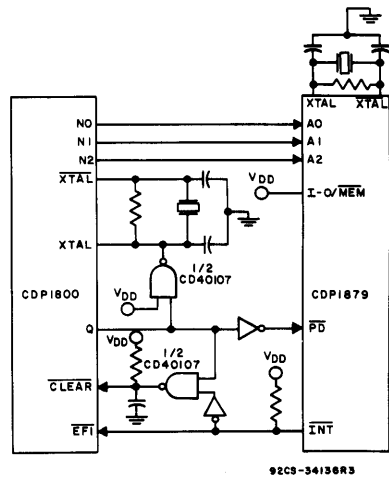 XTAL
XTAL
N0
A0
N1
A1
N2
A2
XTAL
VDD
I-O/MEM
XTAL
1/2
CD40107
CDP1800
CDP1879
VDD
Q
PD
VDD
1/2
CD40107
VDD
CLEAR
EFI
INT
92CS-34136R3